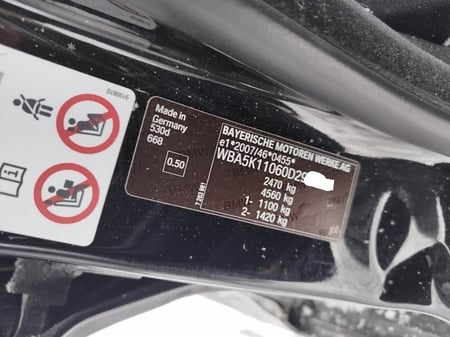 Made in
Germany
530d
668
0.50
BAYERISCHE MOTOREN WERKE AG
e1*2007/46*0455*
WBA5K11060D29
2470 kg
4560 kg
1- 1100 kg
2- 1420 kg